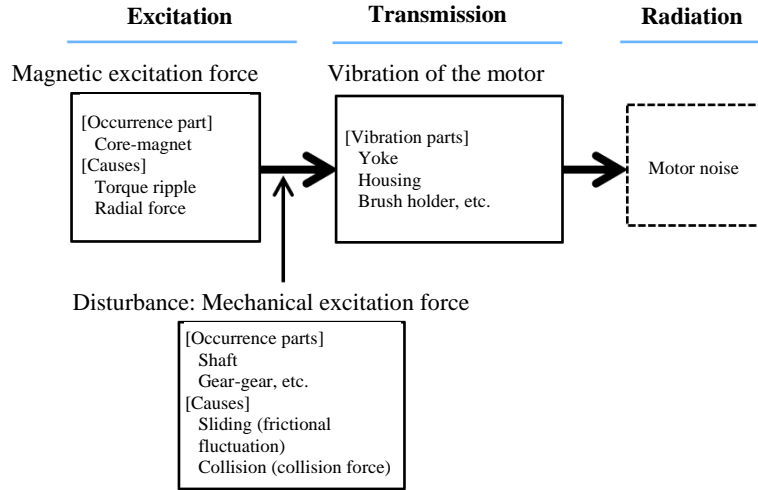 Excitation
Transmission
Radiation
Magnetic excitation force
Vibration of the motor
[Occurrence part]
Core-magnet
[Causes]
Torque ripple
Radial force
[Vibration parts]
Yoke
Housing
Brush holder, etc.
Motor noise
Disturbance: Mechanical excitation force
[Occurrence parts]
Shaft
Gear-gear, etc.
[Causes]
Sliding (frictional
fluctuation)
Collision (collision force)